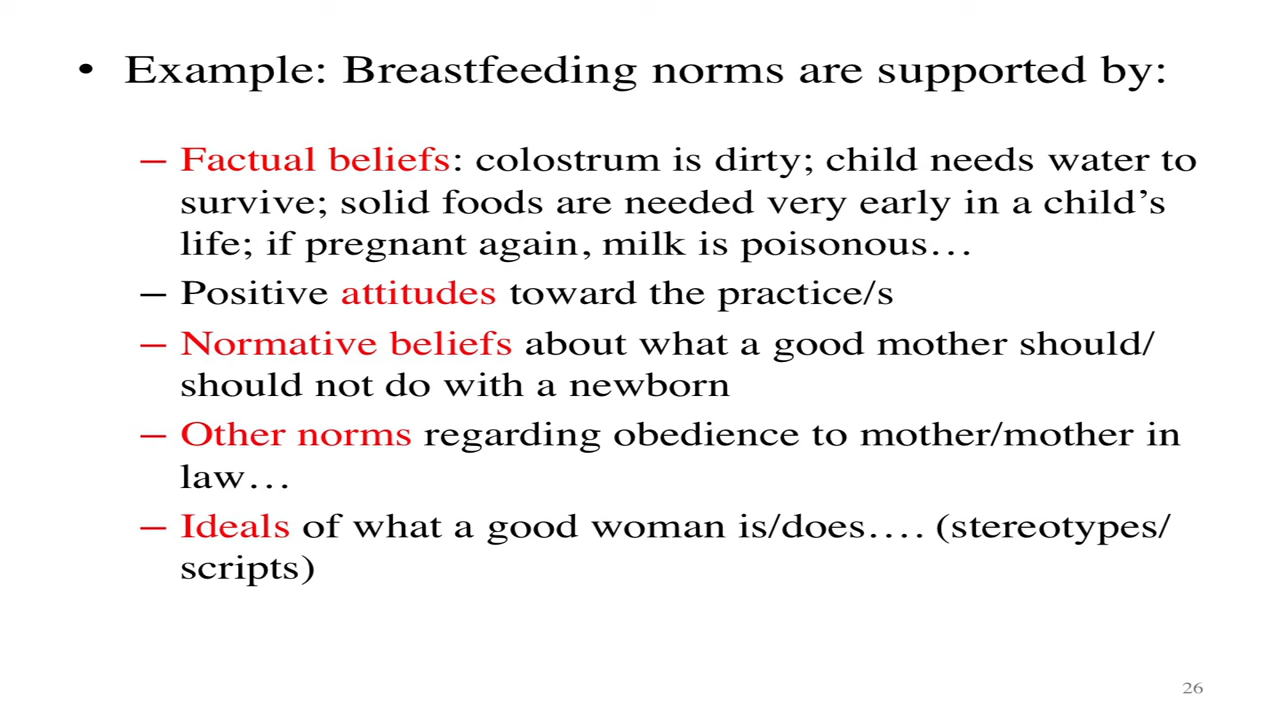 • Example: Breastfeeding norms are supported by:
– Factual beliefs: colostrum is dirty; child needs water to
survive; solid foods are needed very early in a child’s
life; if pregnant again, milk is poisonous…
– Positive attitudes toward the practice/s
– Normative beliefs about what a good mother should/
should not do with a newborn
– Other norms regarding obedience to mother/mother in
law…
– Ideals of what a good woman is/does…. (stereotypes/
scripts)
26